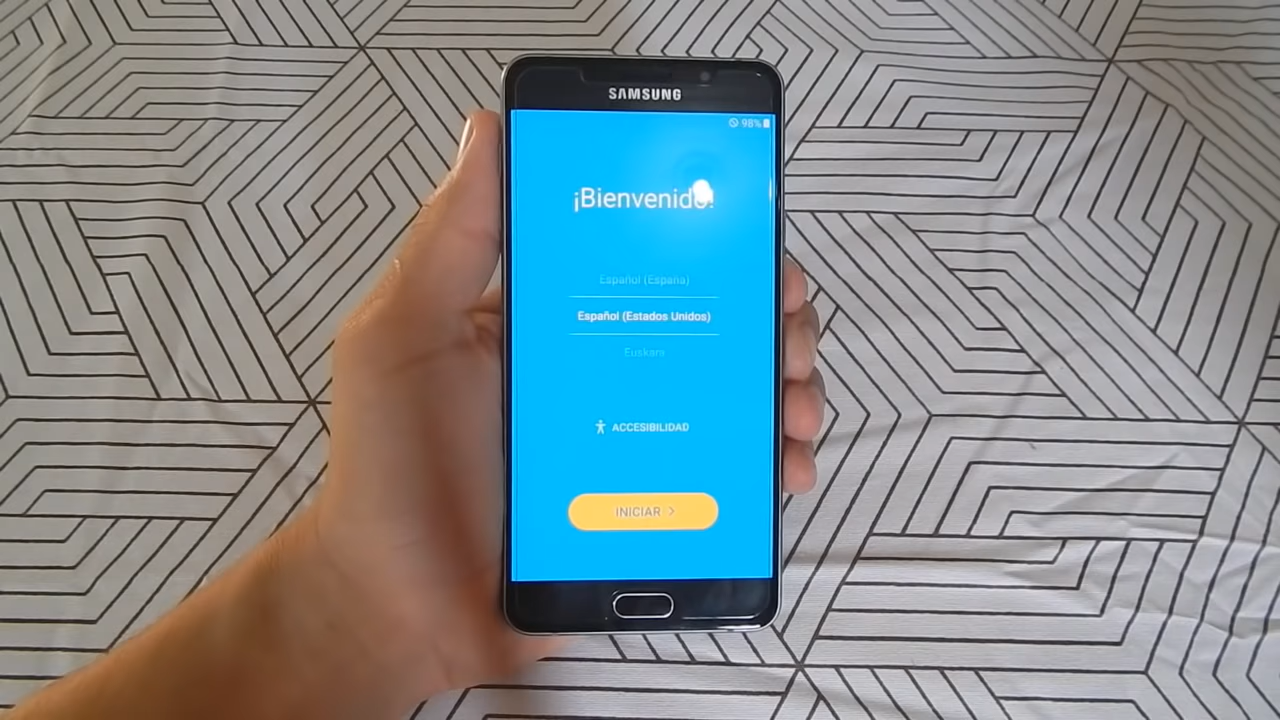 SAMSUNG
98%
¡Bienvenido!
Español (España)
Español (Estados Unidos)
Euskara
ACCESIBILIDAD
INICIAR >